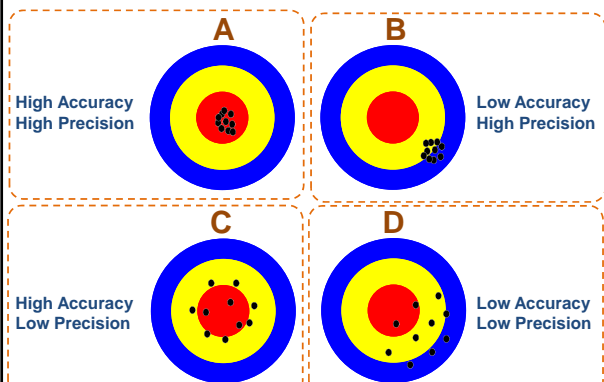 A
High Accuracy
High Precision
B
Low Accuracy
High Precision
C
High Accuracy
Low Precision
D
Low Accuracy
Low Precision